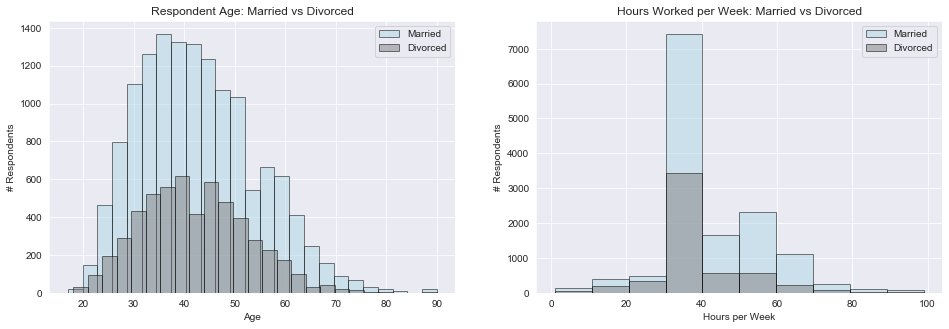 Respondent Age: Married vs Divorced
1400
1200
1000
800
600
400
200
0
# Respondents
20 30 40 50 60 70 80 90
Age
Married
Divorced
Hours Worked per Week: Married vs Divorced
7000
6000
5000
4000
3000
2000
1000
0
# Respondents
0 20 40 60 80 100
Hours per Week
Married
Divorced